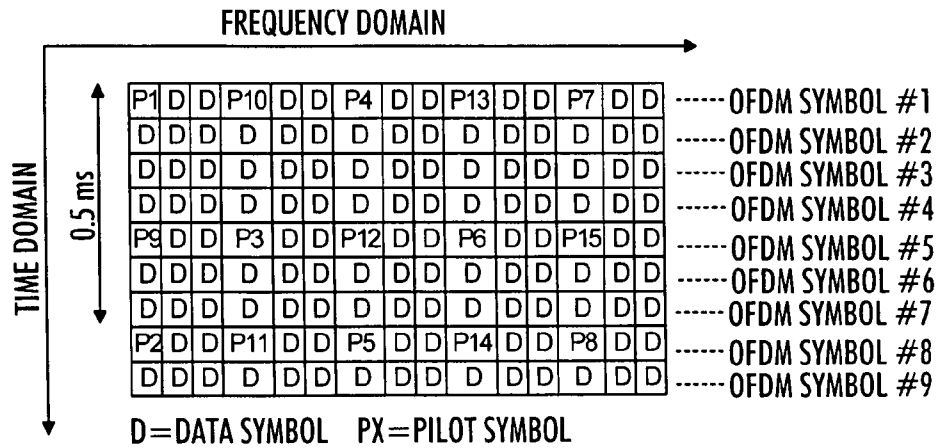 FREQUENCY DOMAIN
TIME DOMAIN
0.5 ms
P1 D D P10 D D P4 D D P13 D D P7 D D ------ OFDM SYMBOL #1
D D D D D D D D D D D D D D D ------ OFDM SYMBOL #2
D D D D D D D D D D D D D D D ------ OFDM SYMBOL #3
D D D D D D D D D D D D D D D ------ OFDM SYMBOL #4
P9 D D P3 D D P12 D D P6 D D P15 D D ------ OFDM SYMBOL #5
D D D D D D D D D D D D D D D ------ OFDM SYMBOL #6
D D D D D D D D D D D D D D D ------ OFDM SYMBOL #7
P2 D D P11 D D P5 D D P14 D D P8 D D ------ OFDM SYMBOL #8
D D D D D D D D D D D D D D D ------ OFDM SYMBOL #9
D=DATA SYMBOL PX=PILOT SYMBOL